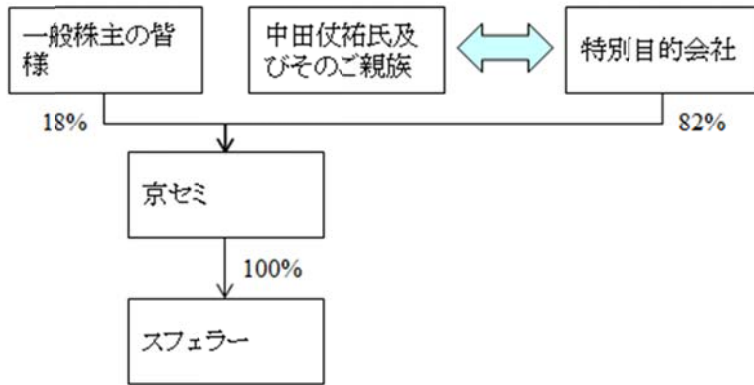 一般株主の皆
様
中田仗祐氏及
びそのご親族
特別目的会社
18%
82%
京セミ
100%
スフェラー